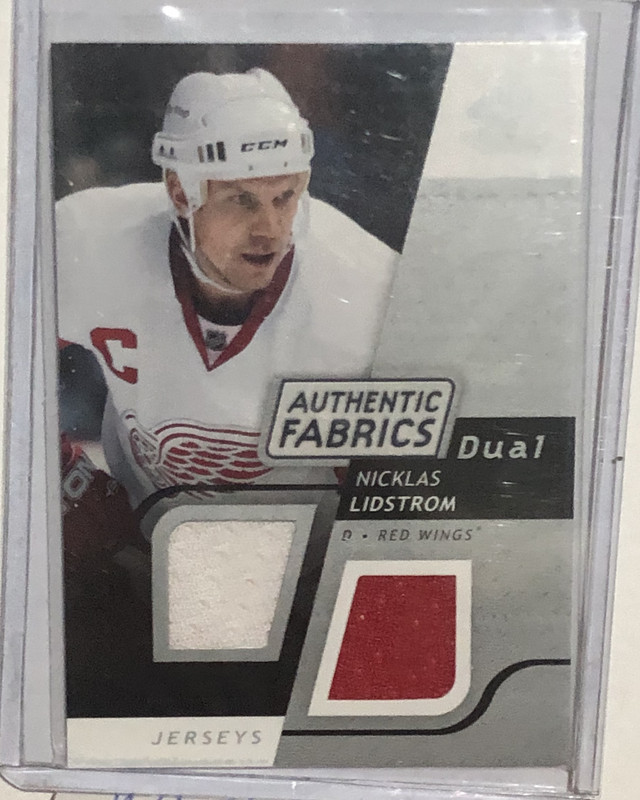 CCM
C
AUTHENTIC
FABRICS
Dual
NICKLAS
LIDSTROM
D • RED WINGS®
JERSEYS